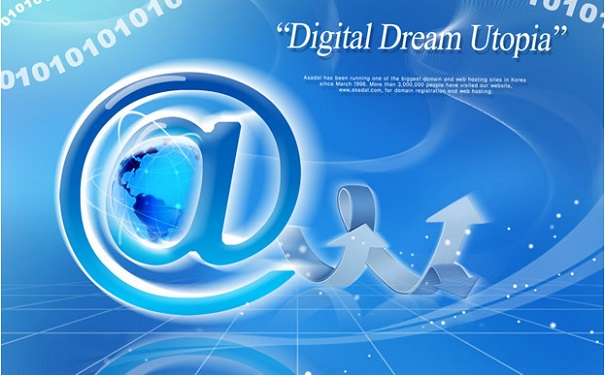 01010101010101
01010
“Digital Dream Utopia”
Asadal has been running one of the biggest domain and web hosting sites in Korea
since March 1998. More than 3,000,000 people have visited our website,
www.asadal.com, for domain registration and web hosting.
@